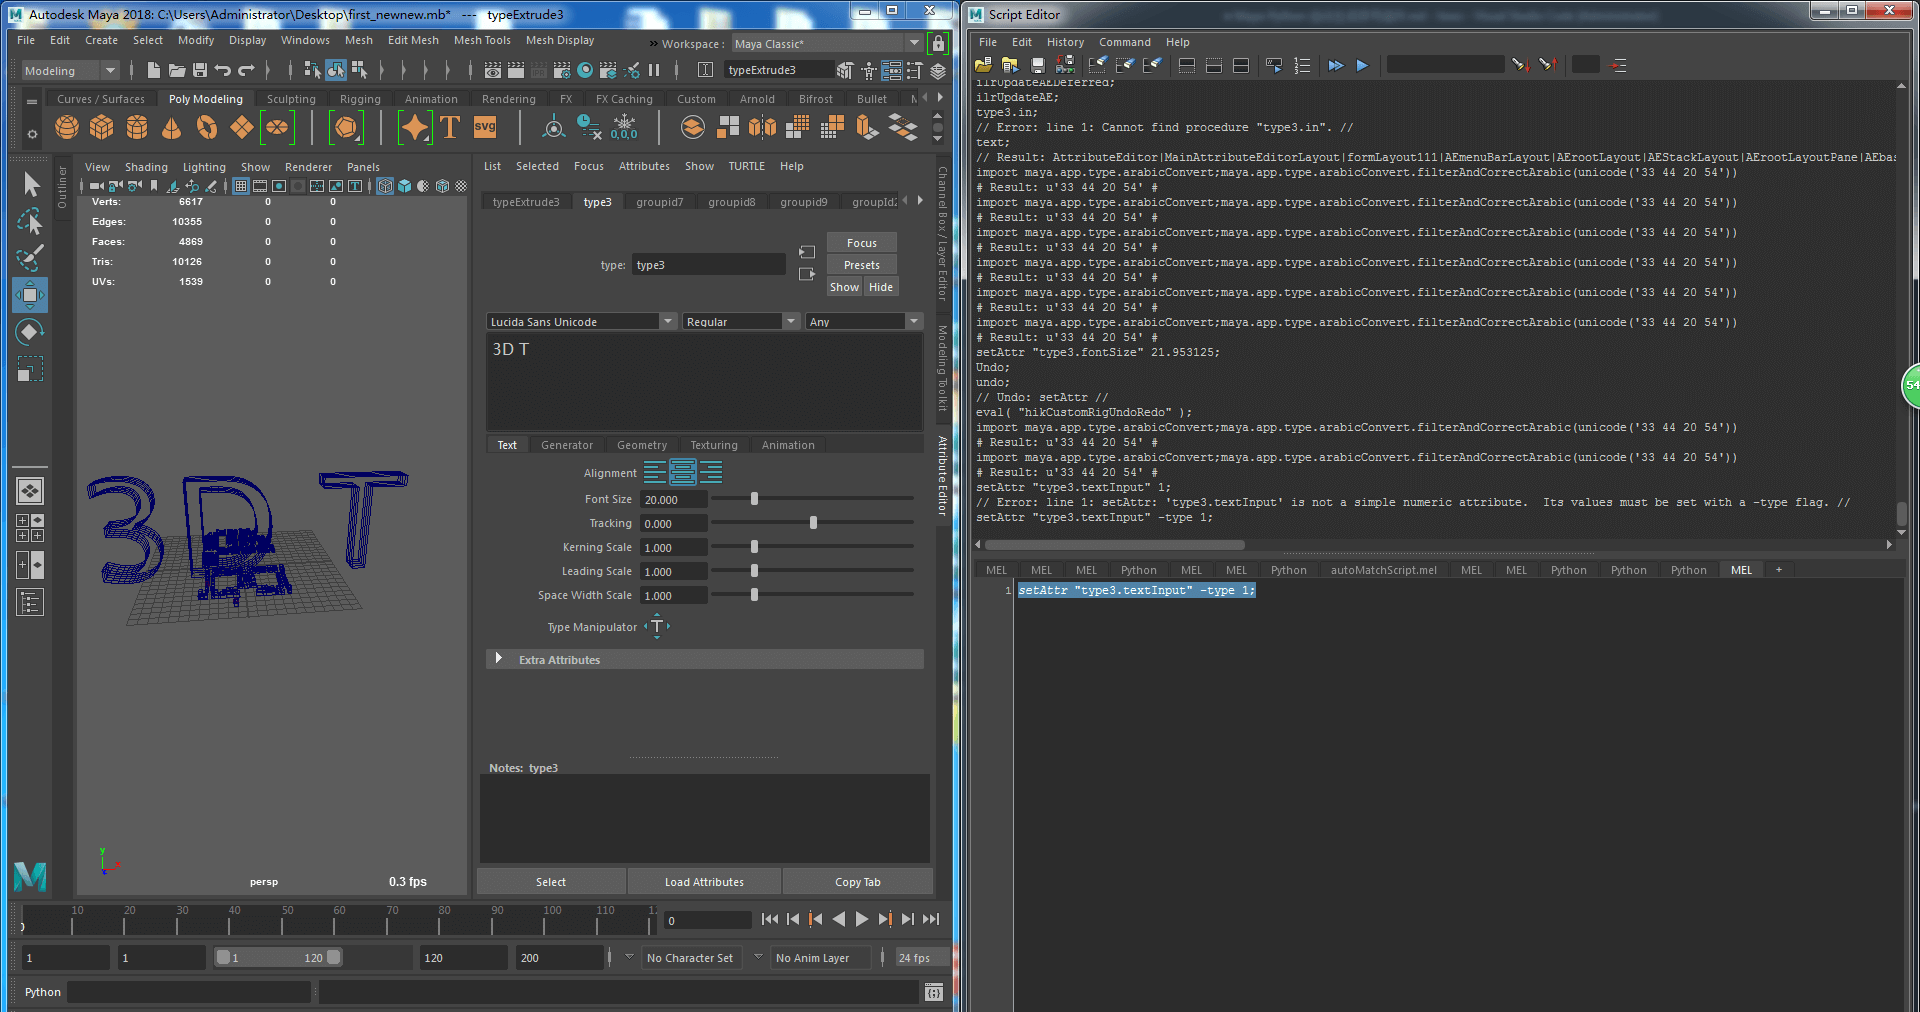 Autodesk Maya 2018: C:\Users\Administrator\Desktop\first_newnew.mb* --- typeExtrude3
File Edit Create Select Modify Display Windows Mesh Edit Mesh Mesh Tools Mesh Display
» Workspace : Maya Classic*
Modeling
typeExtrude3
Curves / Surfaces Poly Modeling Sculpting Rigging Animation Rendering FX FX Caching Custom Arnold Bifrost Bullet
T SVG 0,0,0
View Shading Lighting Show Renderer Panels
Outliner
Verts: 6617 0 0
Edges: 10355 0 0
Faces: 4869 0 0
Tris: 10126 0 0
UVs: 1539 0 0
3D T
y
persp
0.3 fps
List Selected Focus Attributes Show TURTLE Help
typeExtrude3 type3 groupid7 groupid8 groupid9 groupId2
type: type3
Focus
Presets
Show Hide
Lucida Sans Unicode Regular Any
3D T
Text Generator Geometry Texturing Animation
Alignment
Font Size 20.000
Tracking 0.000
Kerning Scale 1.000
Leading Scale 1.000
Space Width Scale 1.000
Type Manipulator T
Extra Attributes
Notes: type3
Select Load Attributes Copy Tab
Channel Box / Layer Editor
Modeling Toolkit
Attribute Editor
10 20 30 40 50 60 70 80 90 100 110 12
0
1 1 1 120 120 200 No Character Set No Anim Layer 24 fps
Python
Script Editor
File Edit History Command Help
ilrUpdateAEDeferred;
ilrUpdateAE;
type3.in;
// Error: line 1: Cannot find procedure "type3.in". //
text;
// Result: AttributeEditor|MainAttributeEditorLayout|formLayout111|AEmenuBarLayout|AErootLayout|AEStackLayout|AErootLayoutPane|AEbas
import maya.app.type.arabicConvert;maya.app.type.arabicConvert.filterAndCorrectArabic(unicode('33 44 20 54'))
# Result: u'33 44 20 54' #
import maya.app.type.arabicConvert;maya.app.type.arabicConvert.filterAndCorrectArabic(unicode('33 44 20 54'))
# Result: u'33 44 20 54' #
import maya.app.type.arabicConvert;maya.app.type.arabicConvert.filterAndCorrectArabic(unicode('33 44 20 54'))
# Result: u'33 44 20 54' #
import maya.app.type.arabicConvert;maya.app.type.arabicConvert.filterAndCorrectArabic(unicode('33 44 20 54'))
# Result: u'33 44 20 54' #
import maya.app.type.arabicConvert;maya.app.type.arabicConvert.filterAndCorrectArabic(unicode('33 44 20 54'))
# Result: u'33 44 20 54' #
import maya.app.type.arabicConvert;maya.app.type.arabicConvert.filterAndCorrectArabic(unicode('33 44 20 54'))
# Result: u'33 44 20 54' #
setAttr "type3.fontSize" 21.953125;
Undo;
undo;
// Undo: setAttr //
eval( "hikCustomRigUndoRedo" );
import maya.app.type.arabicConvert;maya.app.type.arabicConvert.filterAndCorrectArabic(unicode('33 44 20 54'))
# Result: u'33 44 20 54' #
import maya.app.type.arabicConvert;maya.app.type.arabicConvert.filterAndCorrectArabic(unicode('33 44 20 54'))
# Result: u'33 44 20 54' #
setAttr "type3.textInput" 1;
// Error: line 1: setAttr: 'type3.textInput' is not a simple numeric attribute. Its values must be set with a -type flag. //
setAttr "type3.textInput" -type 1;
54
MEL MEL MEL Python MEL MEL Python autoMatchScript.mel MEL MEL Python Python Python MEL +
1 setAttr "type3.textInput" -type 1;